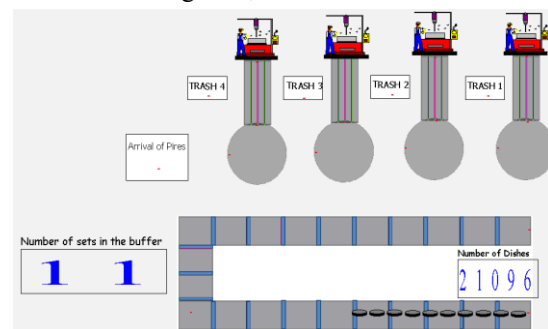 TRASH 4
TRASH 3
TRASH 2
TRASH 1
Arrival of Pires
Number of sets in the buffer
1 1
Number of Dishes
21096